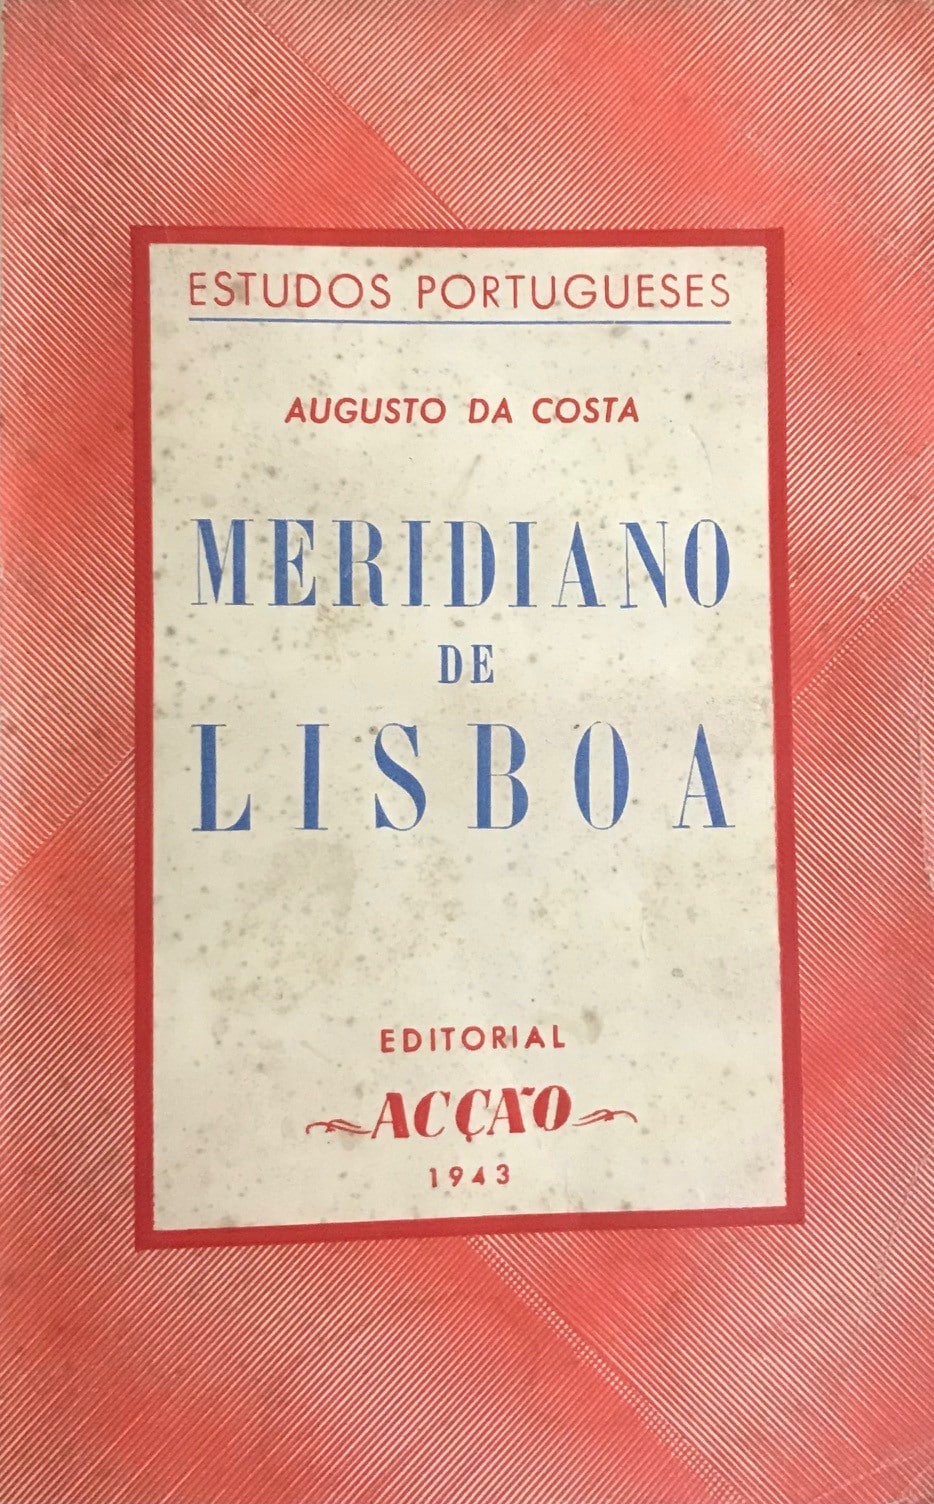 ESTUDOS PORTUGUESES
AUGUSTO DA COSTA
MERIDIANO
DE
LISBOA
EDITORIAL
ACÇÃO
1943